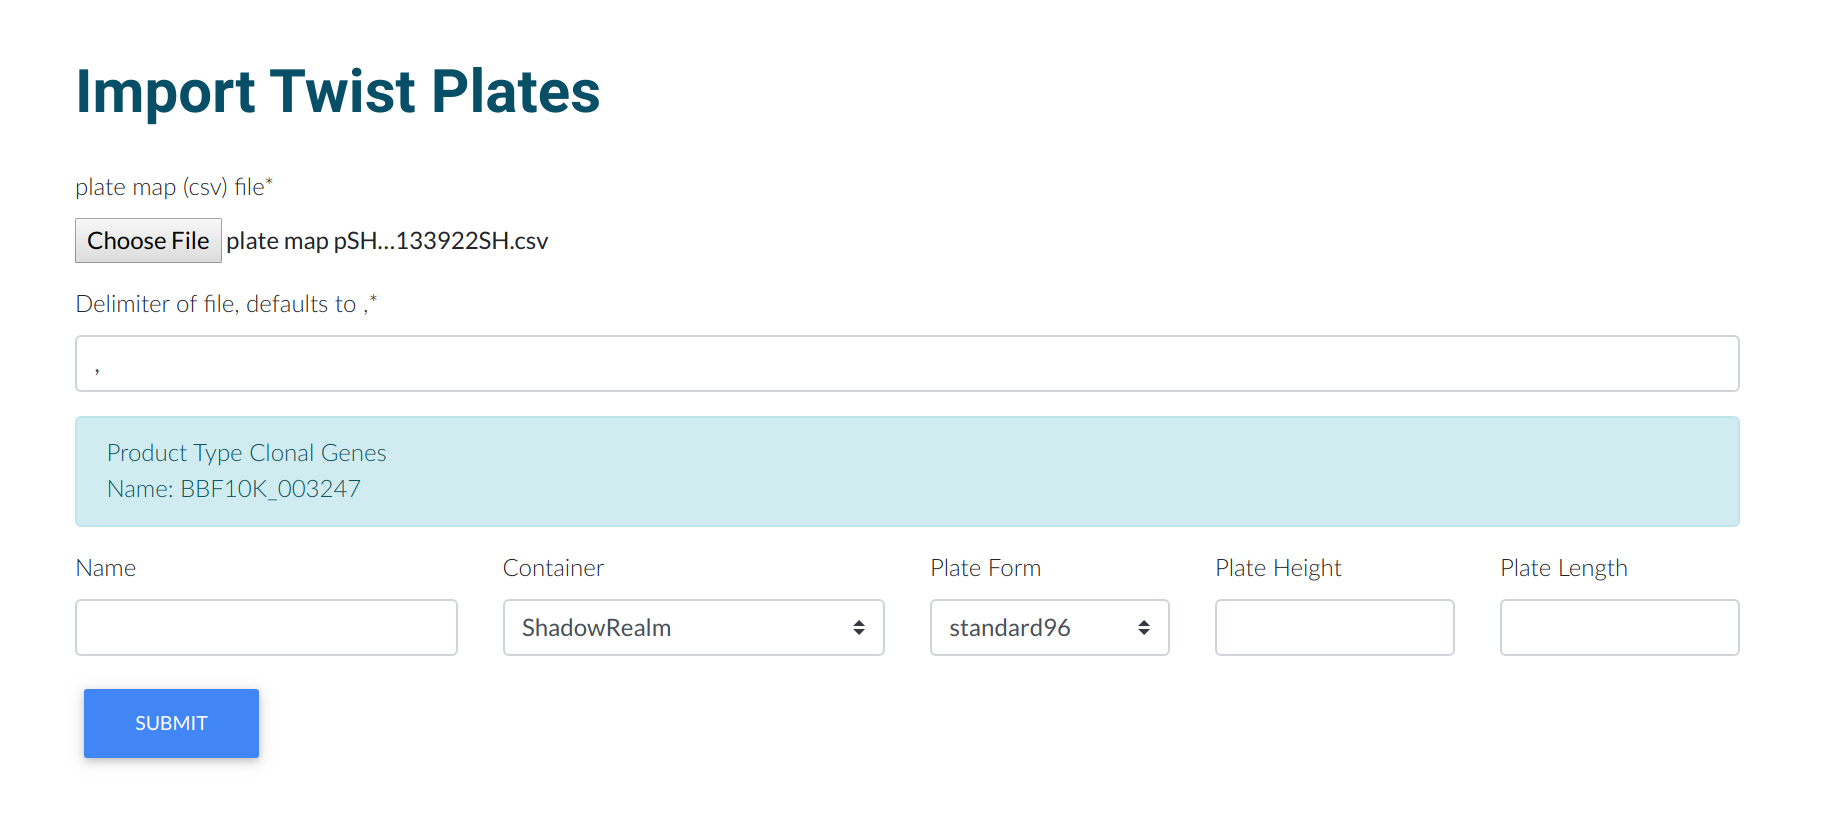 Import Twist Plates
plate map (csv) file*
Choose File plate map pSH...133922SH.csv
Delimiter of file, defaults to ,*
,
Product Type Clonal Genes
Name: BBF10K_003247
Name Container Plate Form Plate Height Plate Length
ShadowRealm standard96
SUBMIT